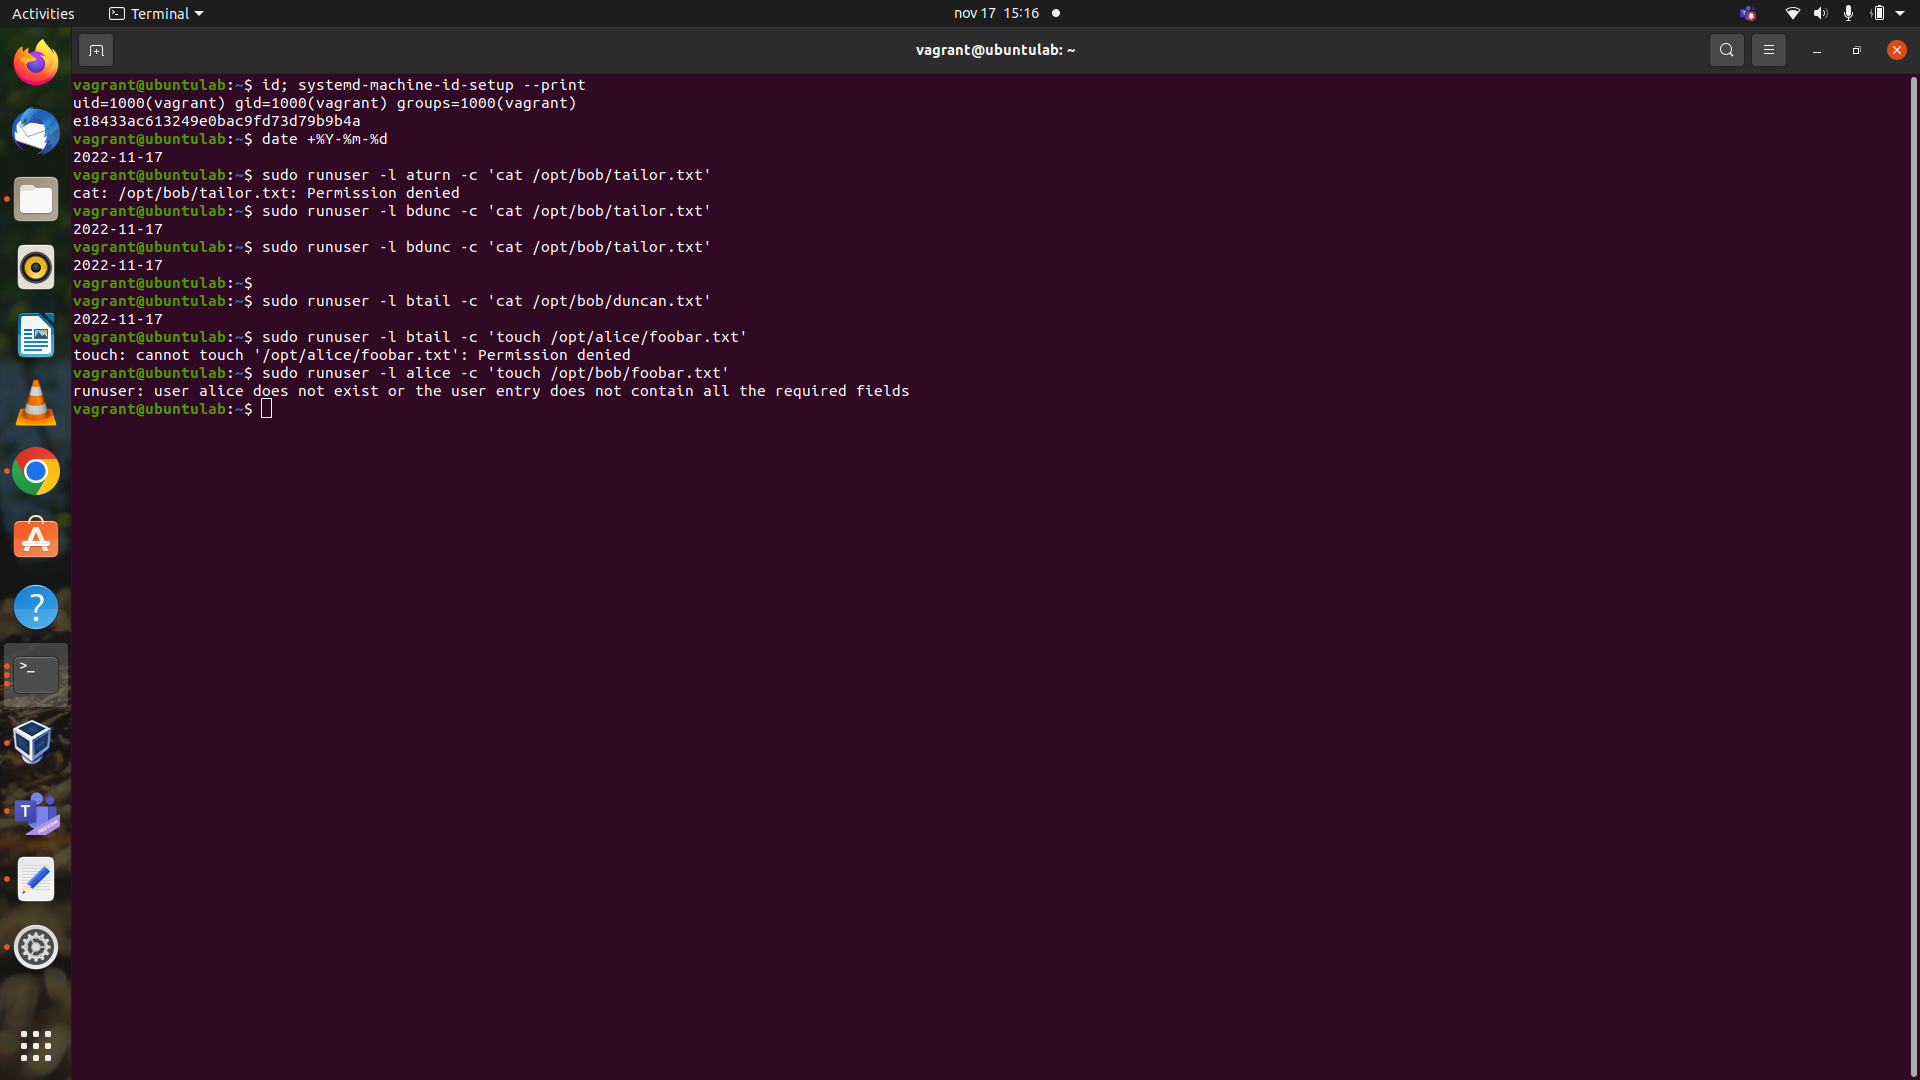 Activities
Terminal
nov 17 15:16
vagrant@ubuntulab: ~
vagrant@ubuntulab:~$ id; systemd-machine-id-setup --print
uid=1000(vagrant) gid=1000(vagrant) groups=1000(vagrant)
e18433ac613249e0bac9fd73d79b9b4a
vagrant@ubuntulab:~$ date +%Y-%m-%d
2022-11-17
vagrant@ubuntulab:~$ sudo runuser -l aturn -c 'cat /opt/bob/tailor.txt'
cat: /opt/bob/tailor.txt: Permission denied
vagrant@ubuntulab:~$ sudo runuser -l bdunc -c 'cat /opt/bob/tailor.txt'
2022-11-17
vagrant@ubuntulab:~$ sudo runuser -l bdunc -c 'cat /opt/bob/tailor.txt'
2022-11-17
vagrant@ubuntulab:~$
vagrant@ubuntulab:~$ sudo runuser -l btail -c 'cat /opt/bob/duncan.txt'
2022-11-17
vagrant@ubuntulab:~$ sudo runuser -l btail -c 'touch /opt/alice/foobar.txt'
touch: cannot touch '/opt/alice/foobar.txt': Permission denied
vagrant@ubuntulab:~$ sudo runuser -l alice -c 'touch /opt/bob/foobar.txt'
runuser: user alice does not exist or the user entry does not contain all the required fields
vagrant@ubuntulab:~$